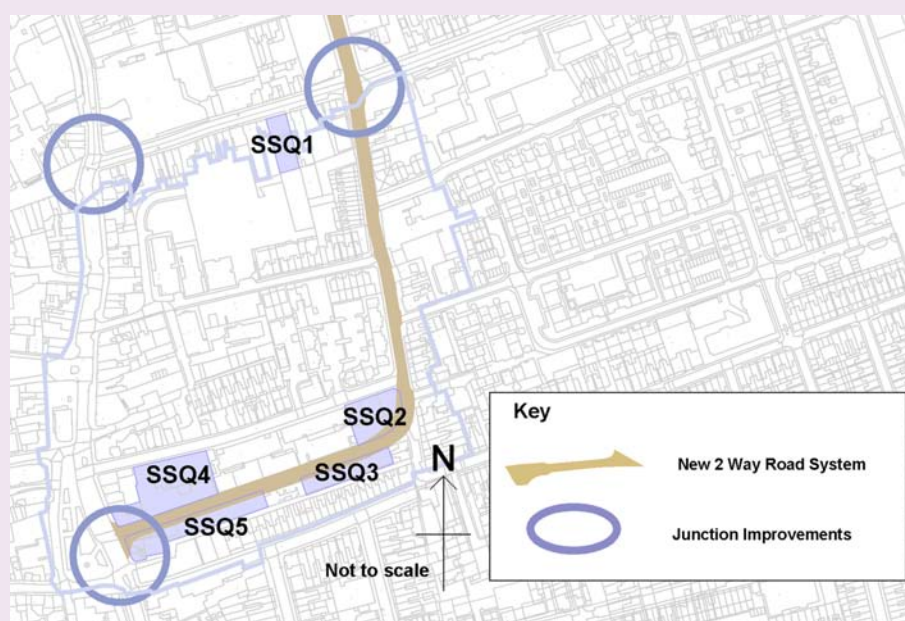 SSQ1
SSQ2
SSQ4
SSQ3
SSQ5
N
Not to scale
Key
New 2 Way Road System
Junction Improvements